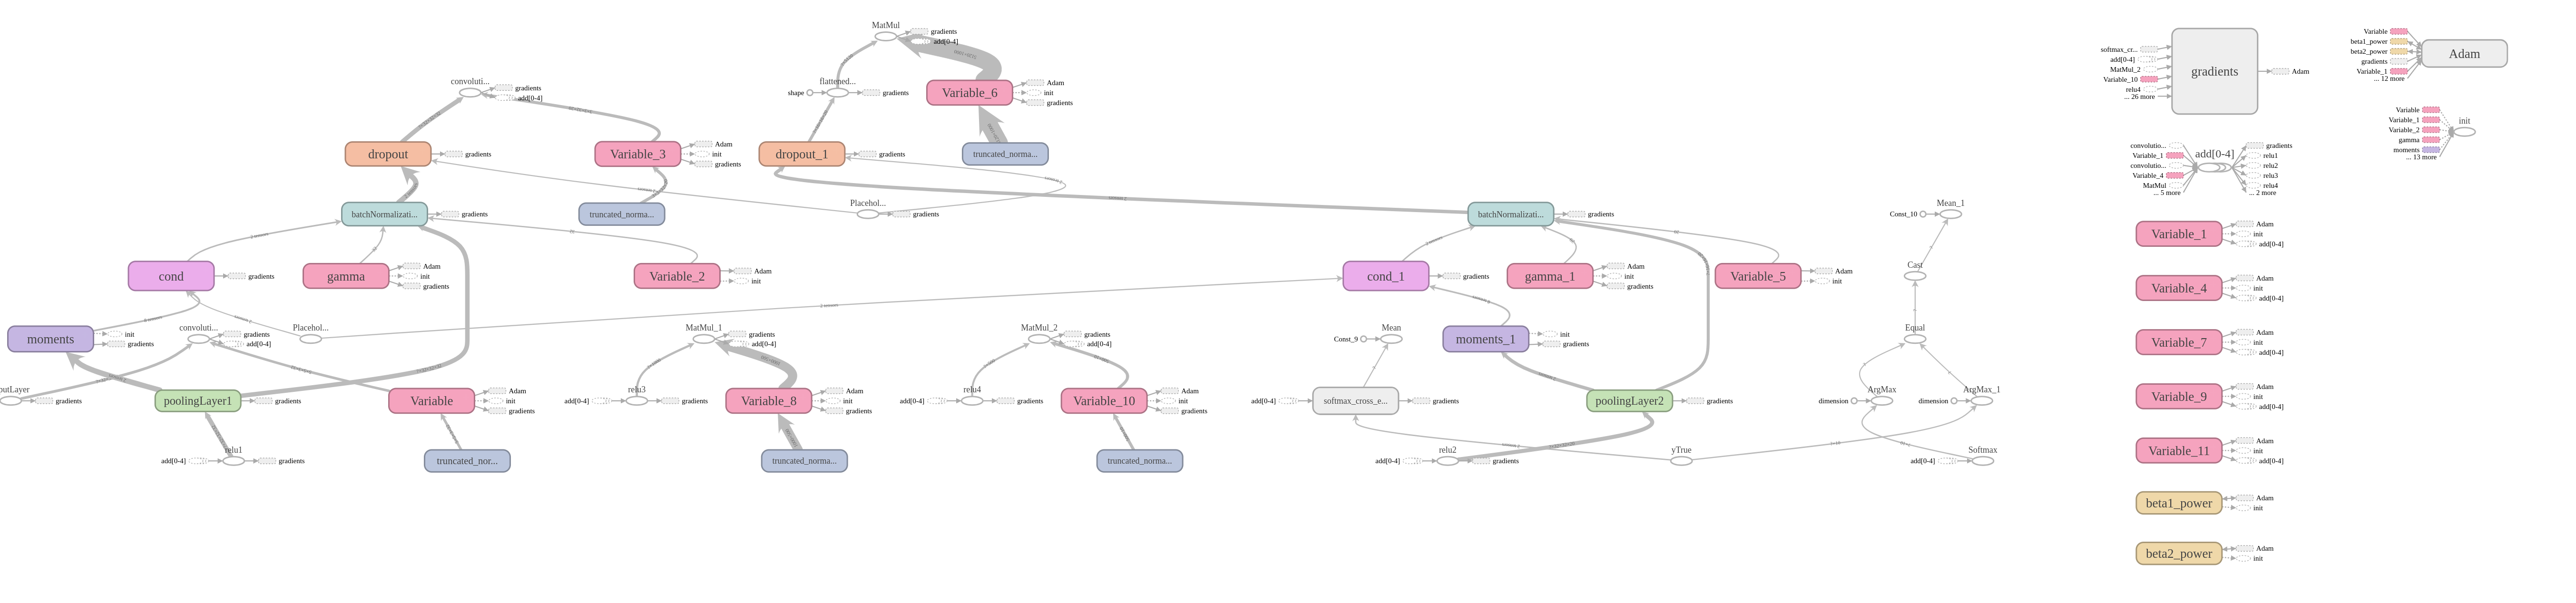 MatMul
gradients
add[0-4]
flattened...
shape
gradients
Variable_6
Adam
init
gradients
convoluti...
gradients
add[0-4]
dropout
gradients
Variable_3
Adam
init
gradients
dropout_1
gradients
truncated_norma...
batchNormalizati...
gradients
truncated_norma...
Placehol...
gradients
batchNormalizati...
gradients
cond
gradients
gamma
Adam
init
gradients
Variable_2
Adam
init
cond_1
gradients
gamma_1
Adam
init
gradients
Variable_5
Adam
init
Mean_1
Const_10
Cast
moments
init
gradients
convoluti...
gradients
add[0-4]
Placehol...
MatMul_1
gradients
add[0-4]
MatMul_2
gradients
add[0-4]
Mean
Const_9
moments_1
init
gradients
Equal
putLayer
gradients
poolingLayer1
gradients
Variable
Adam
init
gradients
relu3
add[0-4]
gradients
Variable_8
Adam
init
gradients
relu4
add[0-4]
gradients
Variable_10
Adam
init
gradients
add[0-4]
softmax_cross_e...
gradients
poolingLayer2
gradients
ArgMax
dimension
ArgMax_1
dimension
relu1
add[0-4]
gradients
truncated_nor...
truncated_norma...
truncated_norma...
relu2
add[0-4]
gradients
yTrue
Softmax
add[0-4]
softmax_cr...
add[0-4]
MatMul_2
Variable_10
relu4
... 26 more
gradients
Adam
Variable
beta1_power
beta2_power
gradients
Variable_1
... 12 more
Adam
Variable
Variable_1
Variable_2
gamma
moments
... 13 more
init
convolutio...
Variable_1
convolutio...
Variable_4
MatMul
... 5 more
add[0-4]
gradients
relu1
relu2
relu3
relu4
... 2 more
Variable_1
Adam
init
add[0-4]
Variable_4
Adam
init
add[0-4]
Variable_7
Adam
init
add[0-4]
Variable_9
Adam
init
add[0-4]
Variable_11
Adam
init
add[0-4]
beta1_power
Adam
init
beta2_power
Adam
init